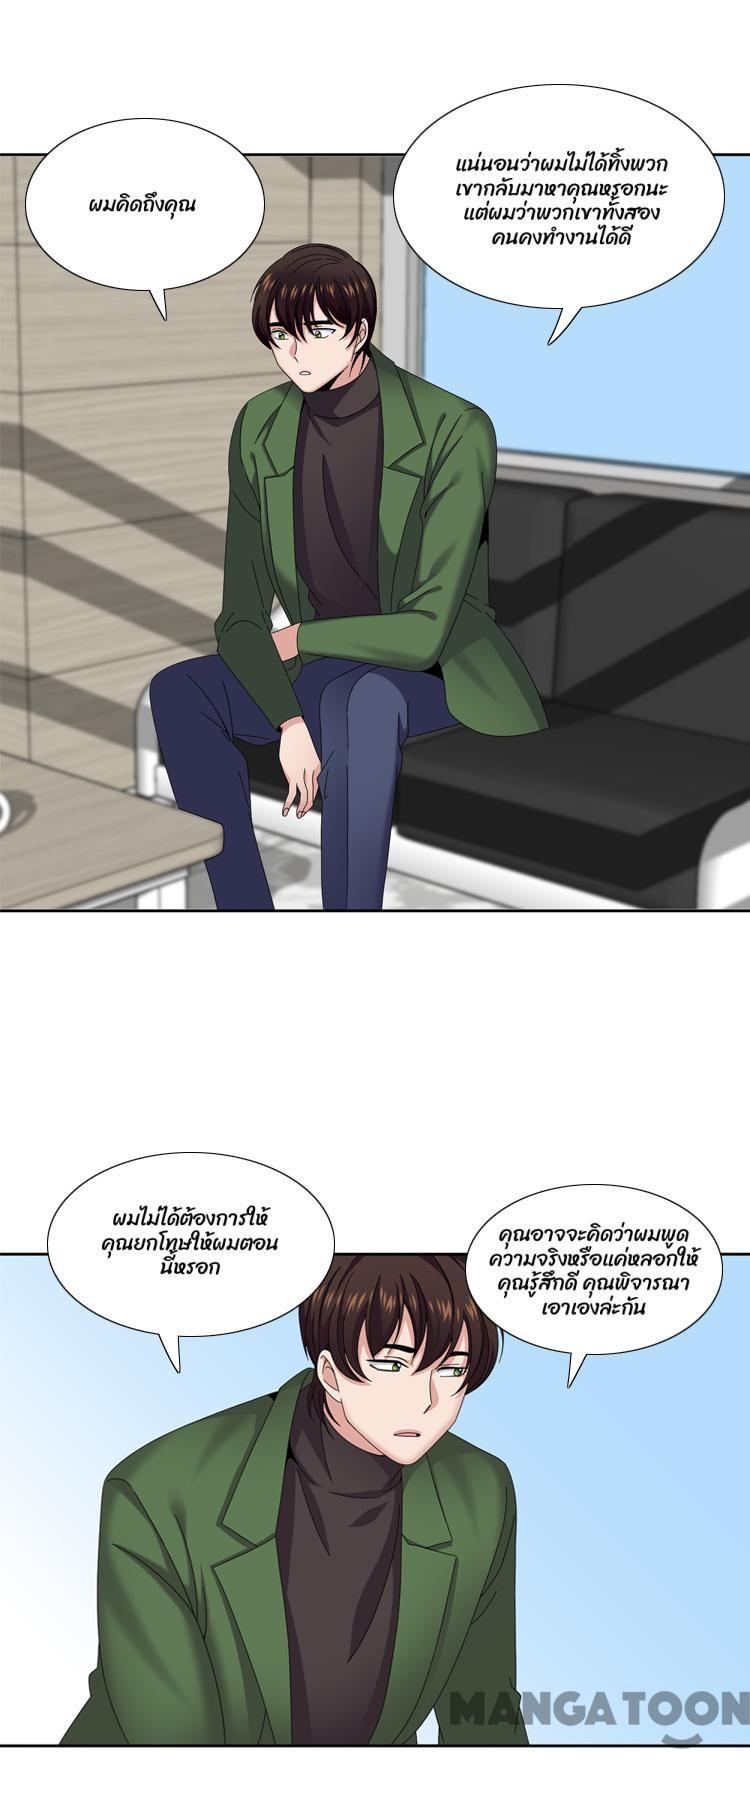 ผมคิดถึงคุณ
แน่นอนว่าผมไม่ได้ทิ้งพวก
เขากลับมาหาคุณหรอกนะ
แต่ผมว่าพวกเขาทั้งสอง
คนคงทำงานได้ดี
ผมไม่ได้ต้องการให้
คุณยกโทษให้ผมตอน
นี้หรอก
คุณอาจจะคิดว่าผมพูด
ความจริงหรือแค่หลอกให้
คุณรู้สึกดี คุณพิจารณา
เอาเองล่ะกัน
MANGATOON